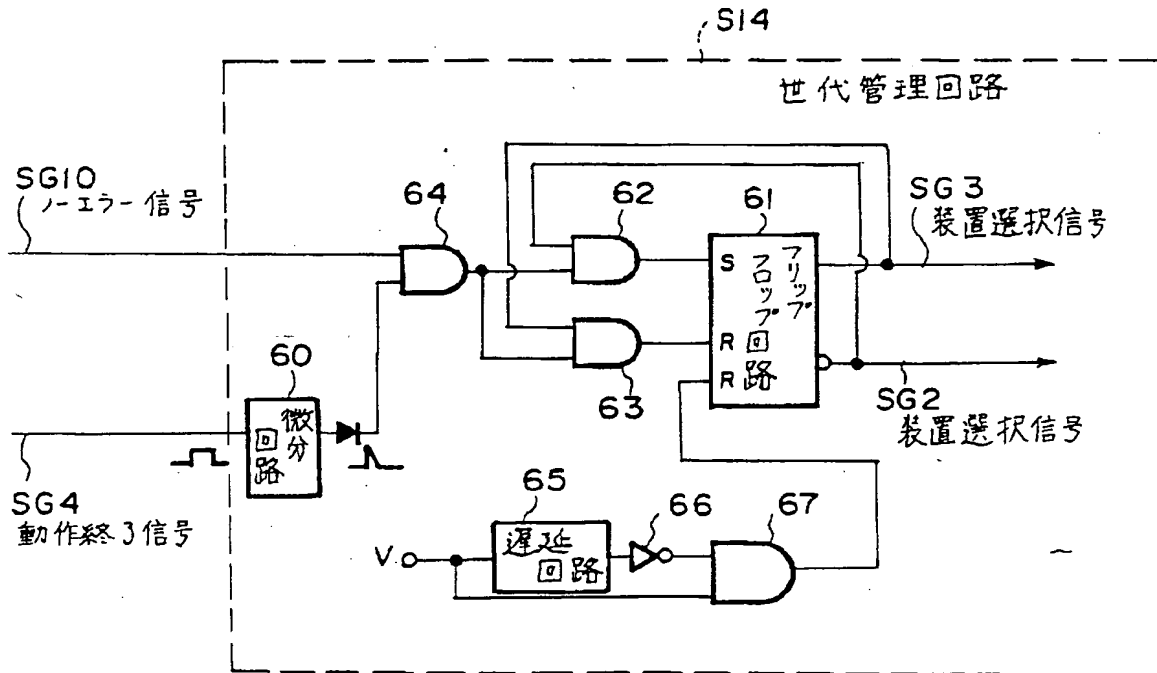 S14
世代管理回路
SG10
ノーエラー信号
64
62
61
SG3
装置選択信号
S
R
R
フリップ
フロップ
回路
63
60
微分
回路
SG2
装置選択信号
SG4
動作終了信号
65
66
67
V
遅延
回路